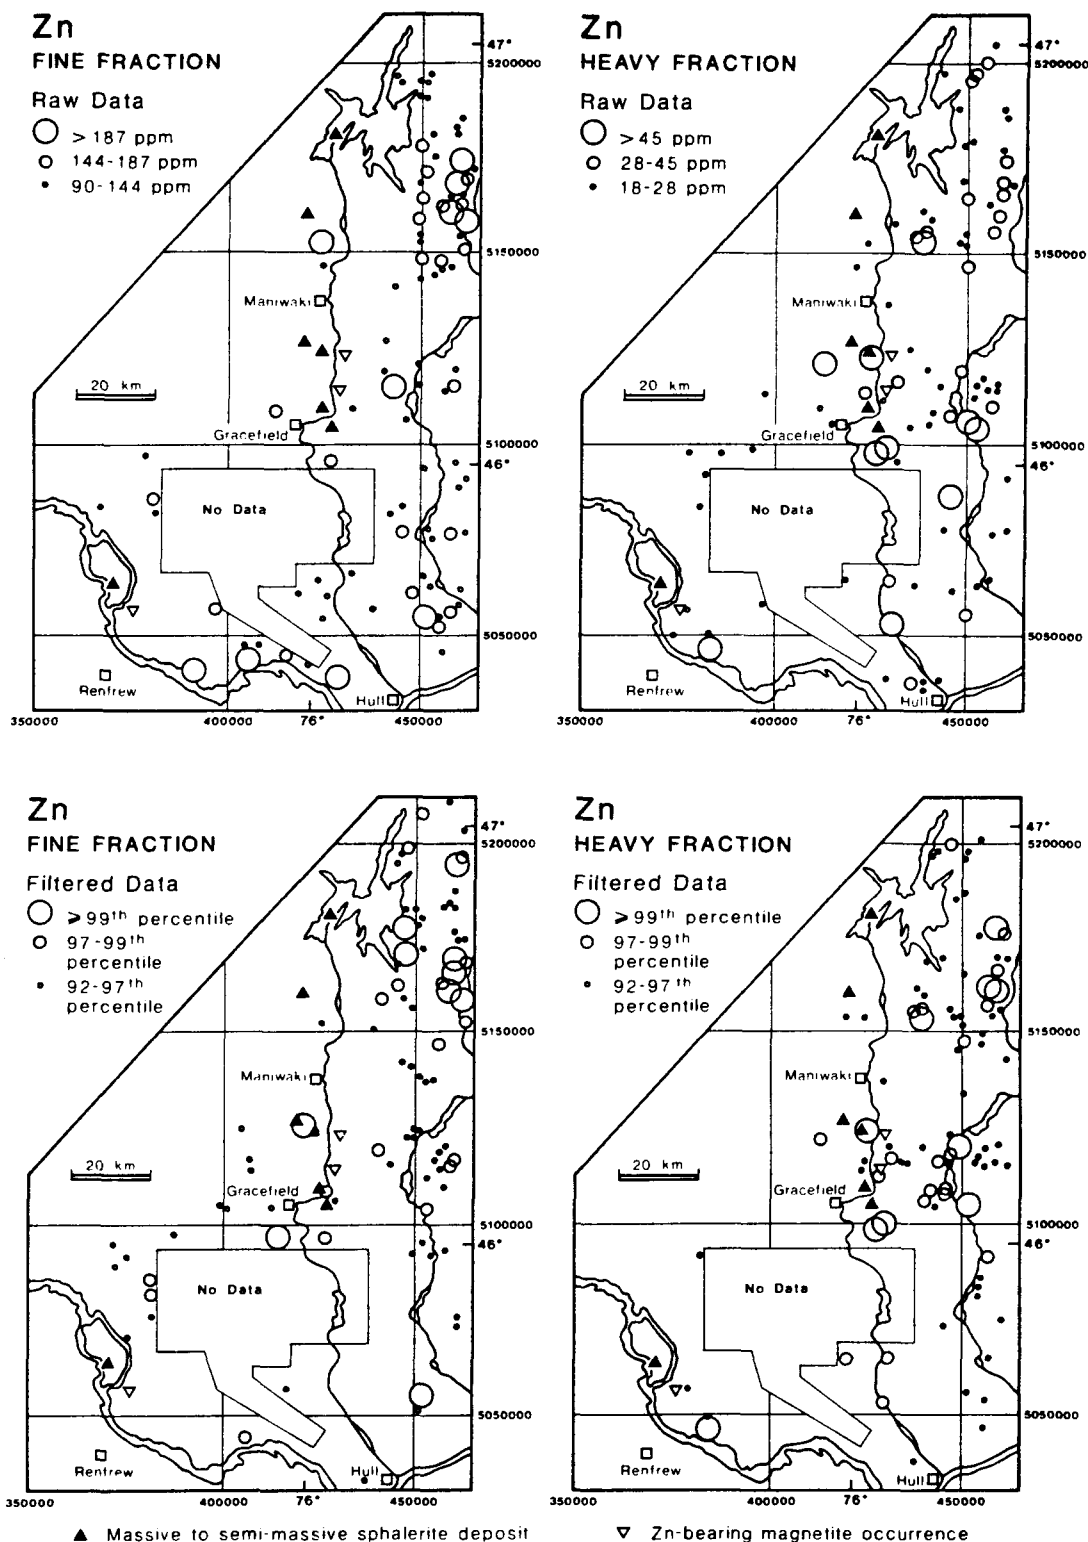 Zn
FINE FRACTION
Raw Data
> 187 ppm
144-187 ppm
90-144 ppm
47°
5200000
5150000
Maniwaki
20 km
Gracefield
5100000
46°
No Data
5050000
Renfrew
Hull
350000
400000
76°
450000
Zn
HEAVY FRACTION
Raw Data
>45 ppm
28-45 ppm
18-28 ppm
47°
5200000
5150000
Maniwaki
20 km
Gracefield
5100000
46°
No Data
5050000
Renfrew
Hull
350000
400000
76°
450000
Zn
FINE FRACTION
Filtered Data
⩾99th percentile
97-99th
percentile
92-97th
percentile
47°
5200000
5150000
Maniwaki
20 km
Gracefield
5100000
46°
No Data
5050000
Renfrew
Hull
350000
400000
76°
450000
Zn
HEAVY FRACTION
Filtered Data
⩾99th percentile
97-99th
percentile
92-97th
percentile
47°
5200000
5150000
Maniwaki
20 km
Gracefield
5100000
46°
No Data
5050000
Renfrew
Hull
350000
400000
76°
450000
▲ Massive to semi-massive sphalerite deposit
▽ Zn-bearing magnetite occurrence